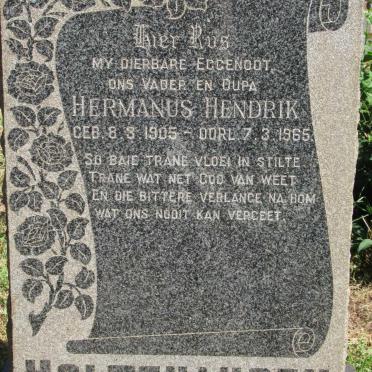 Hier Rus
MY DIERBARE EGGENOOT,
ONS VADER EN OUPA
HERMANUS HENDRIK
GEB. 8.3.1905 - OORL. 7.3.1965.
SO BAIE TRANE VLOEI IN STILTE
TRANE WAT NET GOD VAN WEET
EN DIE BITTERE VERLANGE NA HOM
WAT ONS NOOIT KAN VERGEET.